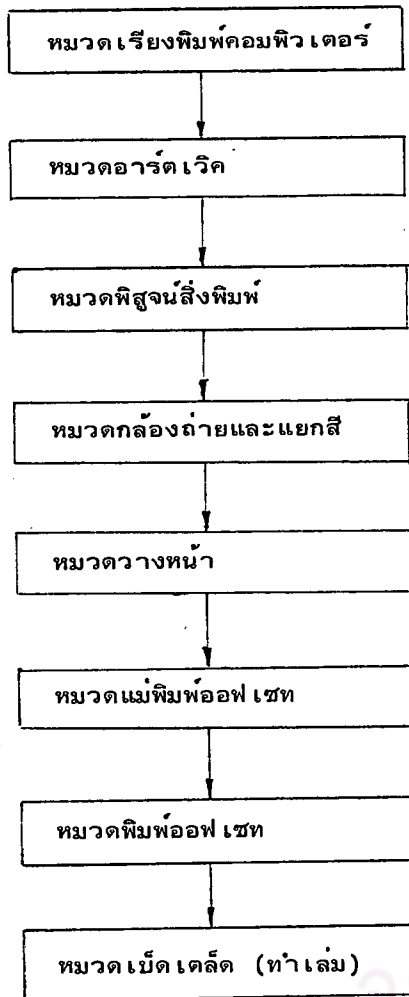 หมวดเรียงพิมพ์คอมพิวเตอร์
หมวดอาร์ตเวิค
หมวดพิสูจน์สิ่งพิมพ์
หมวดกล้องถ่ายและแยกสี
หมวดวางหน้า
หมวดแม่พิมพ์ออฟเซท
หมวดพิมพ์ออฟเซท
หมวดเบ็ดเตล็ด (ทำเล่ม)